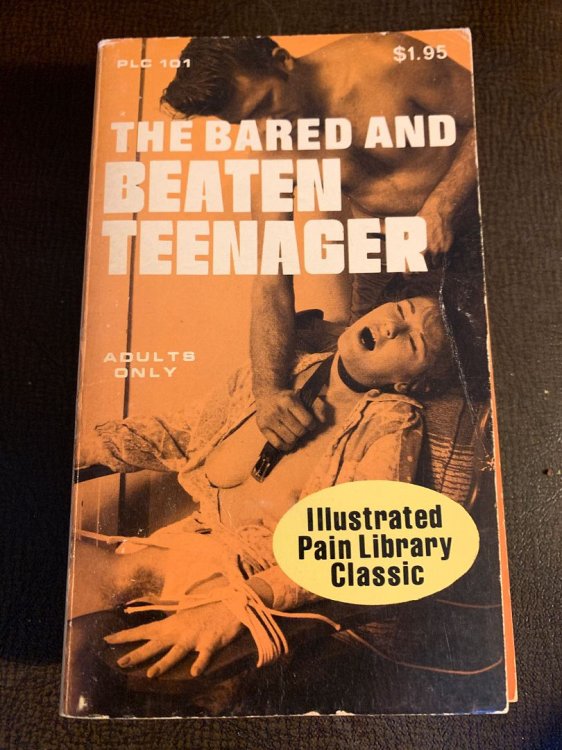 PLC 101
$1.95
THE BARED AND
BEATEN
TEENAGER
ADULTS
ONLY
Illustrated
Pain Library
Classic